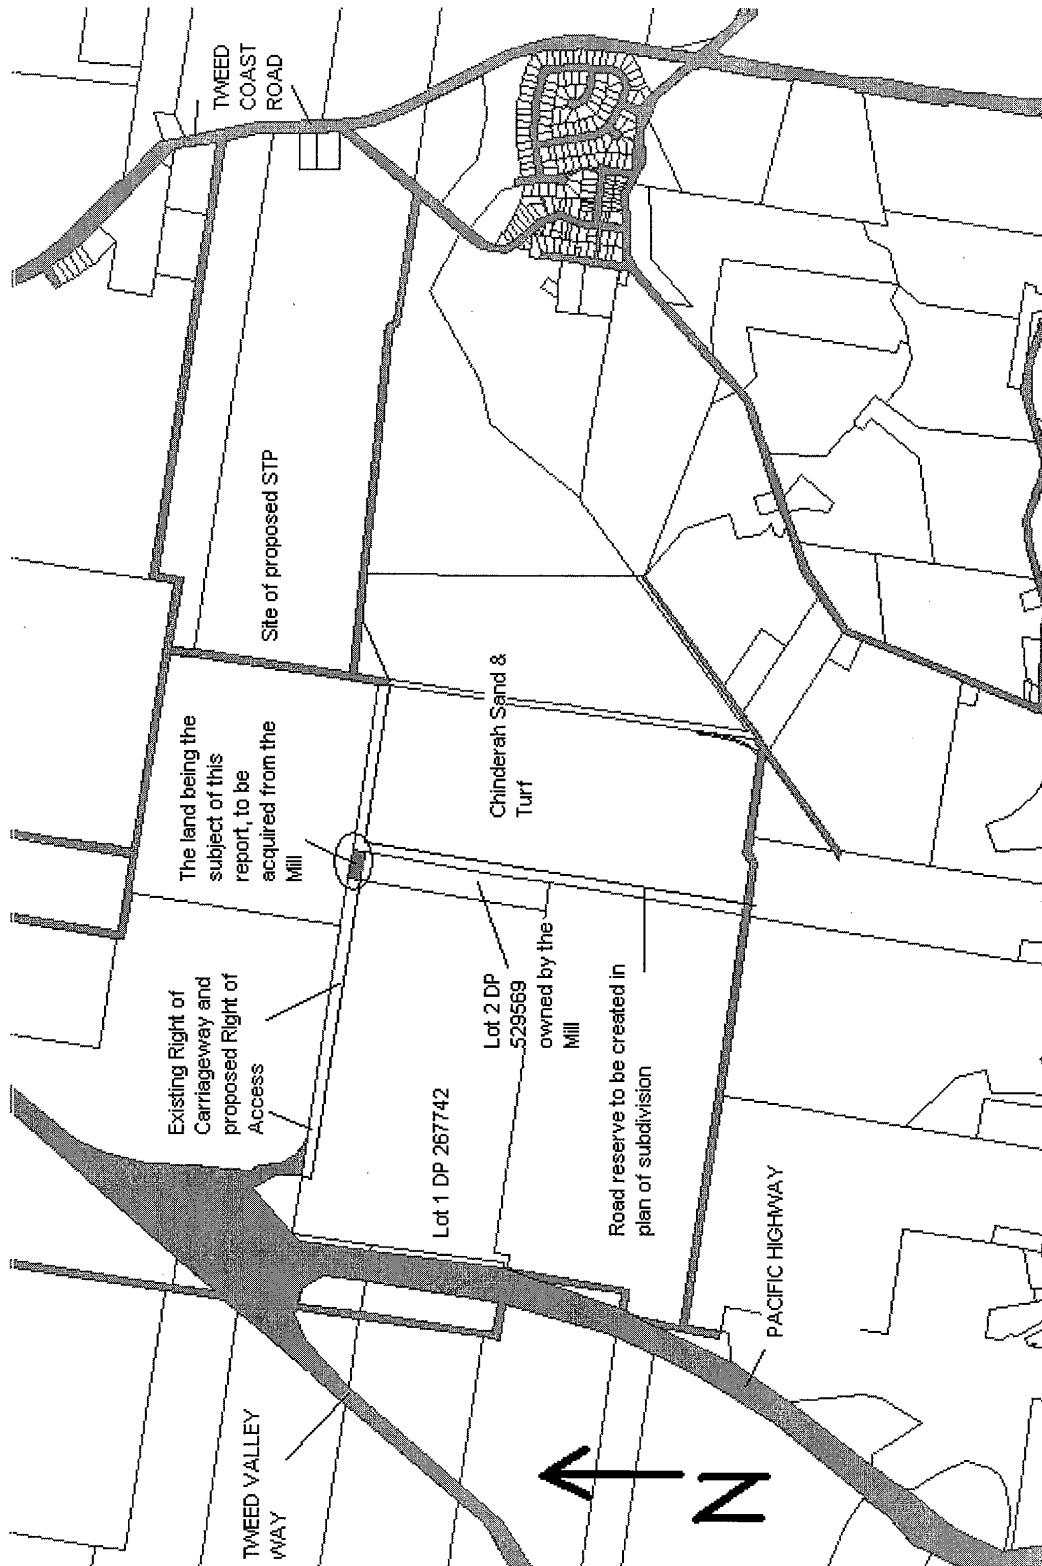 TWEED VALLEY
WAY
Existing Right of
Carriageway and
proposed Right of
Access
The land being the
subject of this
report, to be
acquired from the
Mill
Site of proposed STP
TWEED
COAST
ROAD
Lot 1 DP 267742
Lot 2 DP
529569
owned by the
Mill
Chinderah Sand &
Turf
Road reserve to be created in
plan of subdivision
PACIFIC HIGHWAY
N